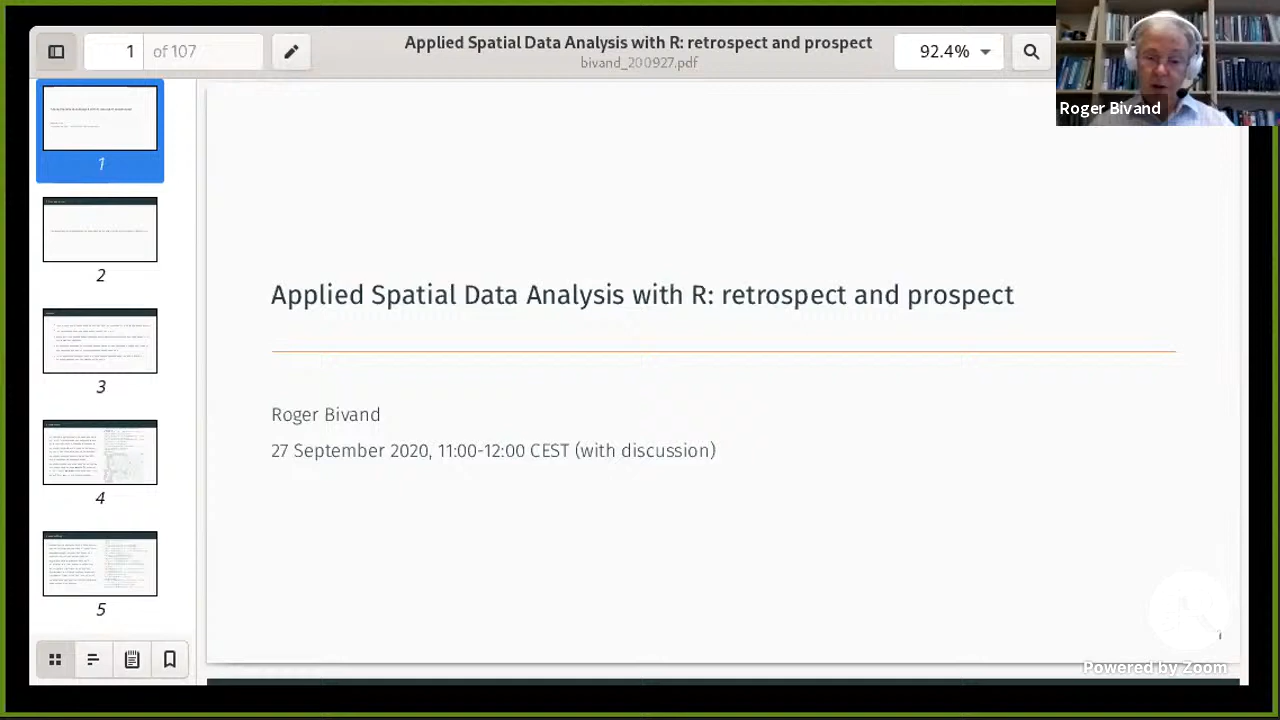 1 of 107
Applied Spatial Data Analysis with R: retrospect and prospect
bivand_200927.pdf
92.4%
Roger Bivand
1
2
3
4
5
Applied Spatial Data Analysis with R: retrospect and prospect
Roger Bivand
27 September 2020, 11:00-12:00 CEST (with discussion)
1
Powered by Zoom